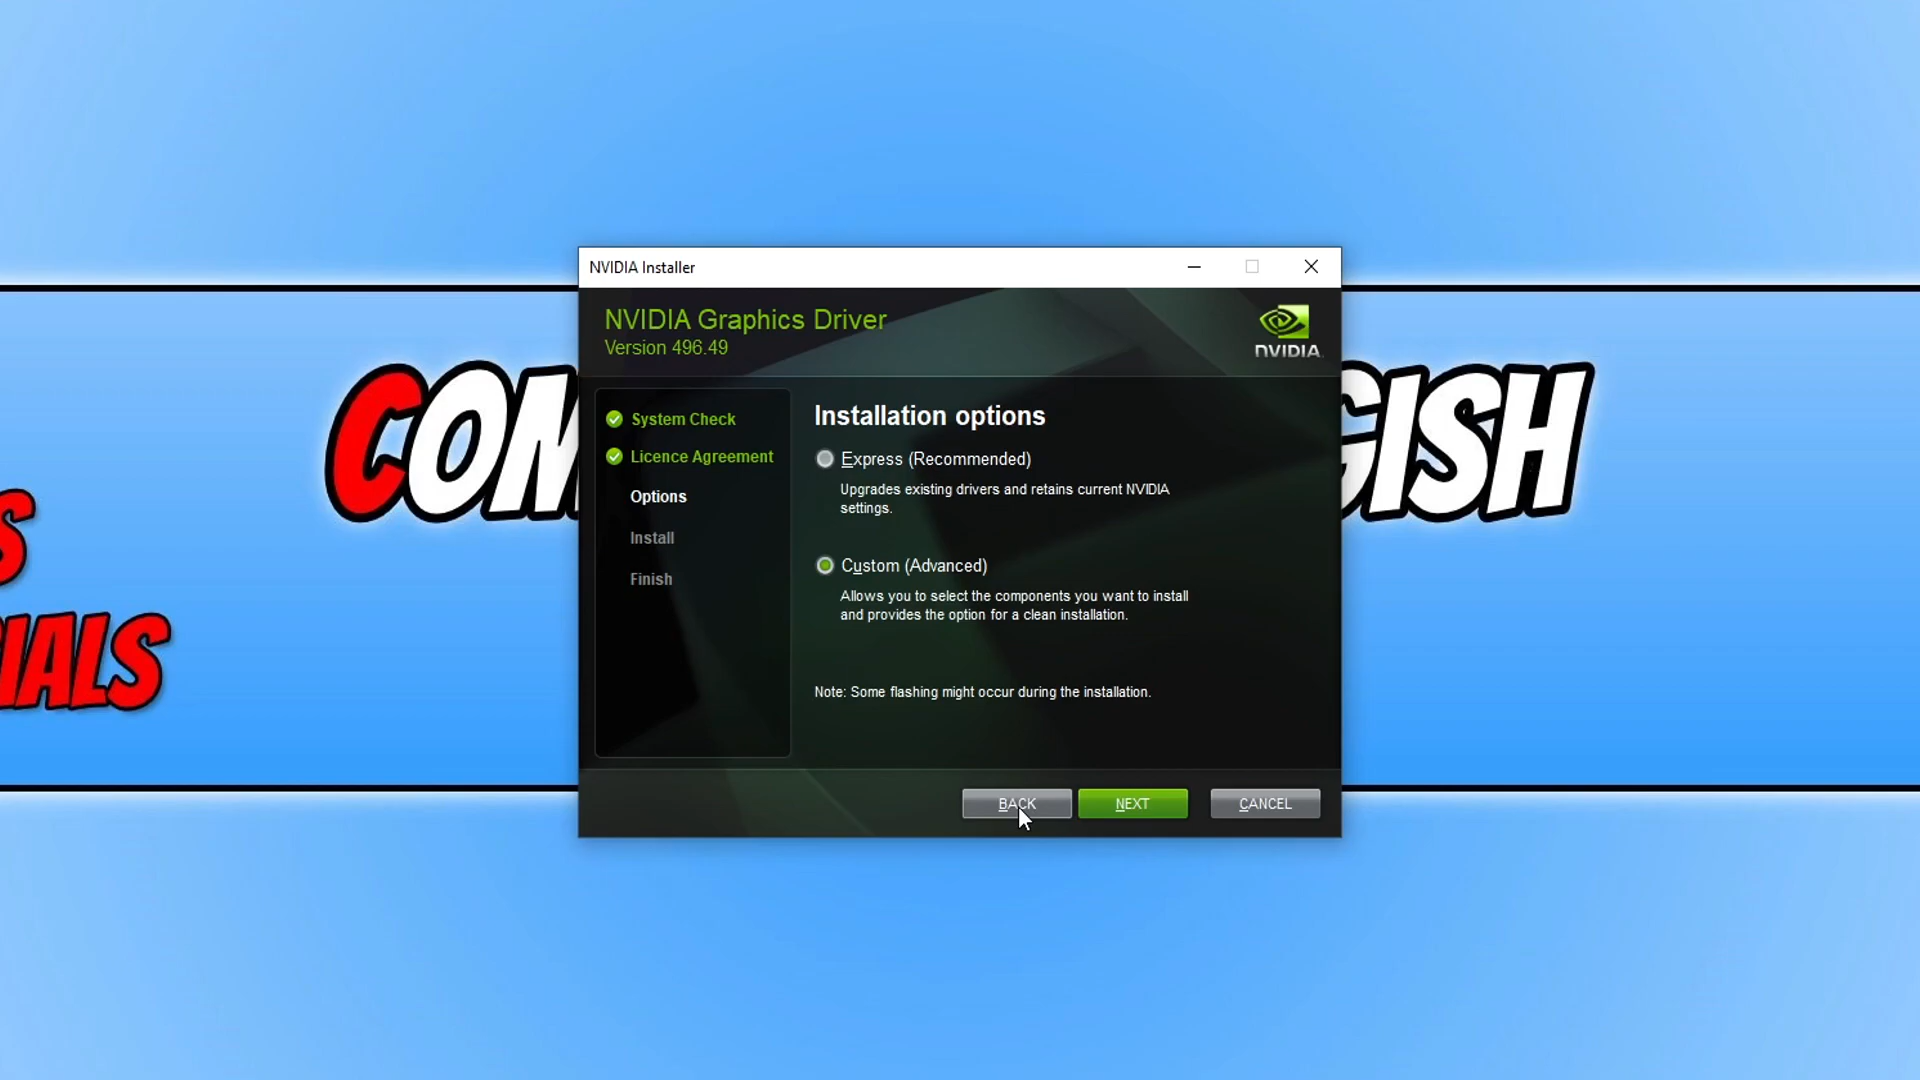 NVIDIA Installer
NVIDIA Graphics Driver
Version 496.49
NVIDIA
System Check
Licence Agreement
Options
Install
Finish
Installation options
Express (Recommended)
Upgrades existing drivers and retains current NVIDIA
settings.
Custom (Advanced)
Allows you to select the components you want to install
and provides the option for a clean installation.
Note: Some flashing might occur during the installation.
BACK
NEXT
CANCEL
COM
GISH
S
IALS